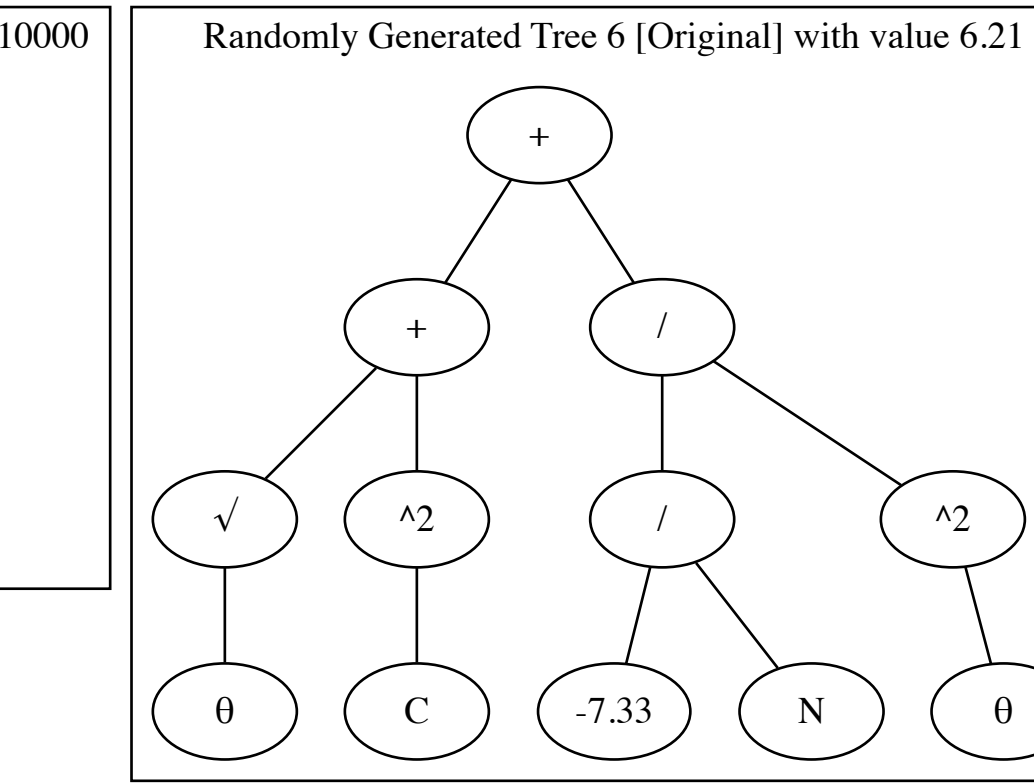 10000
Randomly Generated Tree 6 [Original] with value 6.21
+
+ /
√ ^2 / ^2
θ C -7.33 N θ